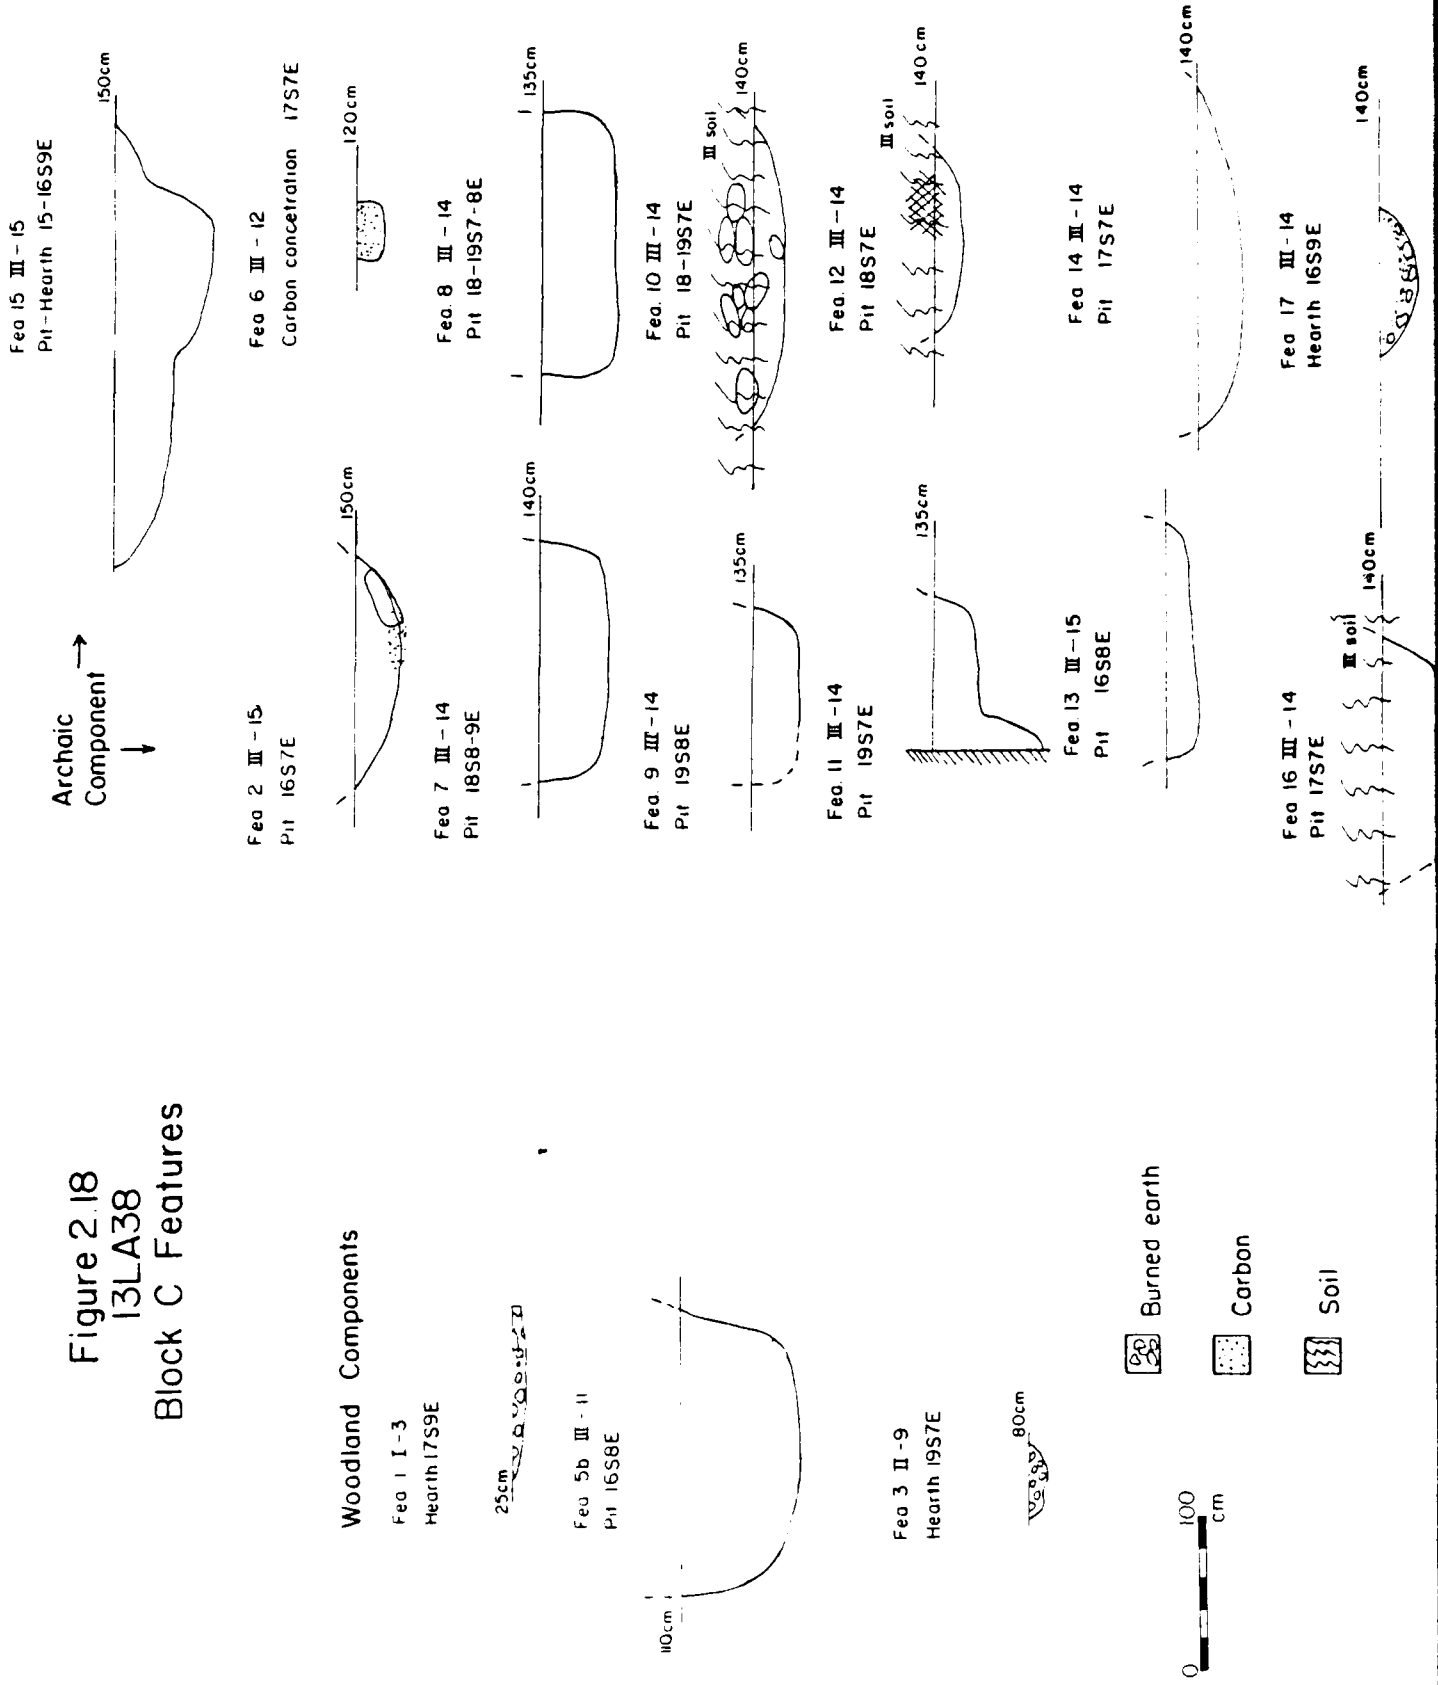 Figure 2.18
13LA38
Block C Features
Woodland Components
Fea 1 I-3
Hearth 17S9E
25cm
Fea 5b III-11
Pit 16S8E
110cm
Fea 3 II-9
Hearth 19S7E
80cm
0 100
cm
Burned earth
Carbon
Soil
Archaic
Component
Fea 15 III-15
Pit-Hearth 15-16S9E
150cm
Fea 2 III-15
Pit 16S7E
150cm
Fea 6 III-12
Carbon concetration 17S7E
120cm
Fea 7 III-14
Pit 18S8-9E
140cm
Fea. 8 III-14
Pit 18-19S7-8E
135cm
Fea. 9 III-14
Pit 19S8E
135cm
Fea. 10 III-14
Pit 18-19S7E
III soil
140cm
Fea. 11 III-14
Pit 19S7E
135cm
Fea. 12 III-14
Pit 18S7E
III soil
140cm
Fea. 13 III-15
Pit 16S8E
Fea 14 III-14
Pit 17S7E
140cm
Fea 16 III-14
Pit 17S7E
III soil
140cm
Fea 17 III-14
Hearth 16S9E
140cm